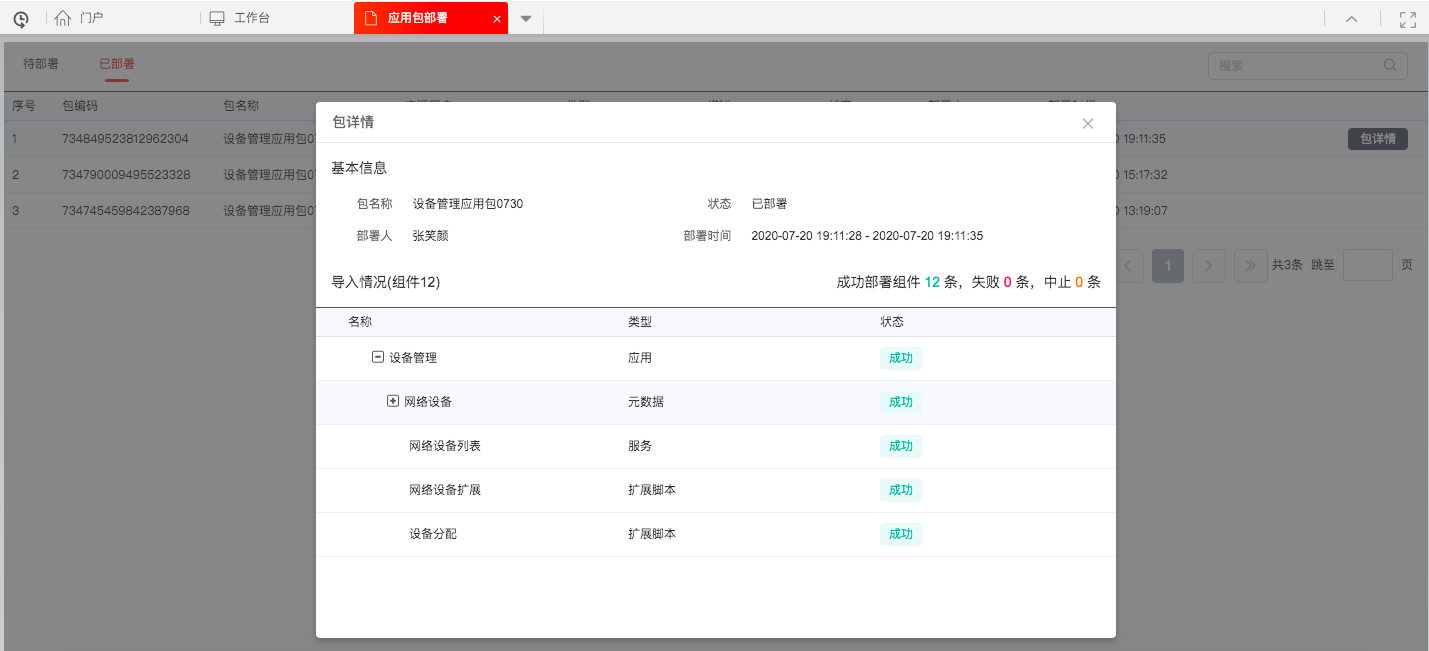 门户 工作台 应用包部署
待部署 已部署 搜索
序号 包编码 包名称
1 734849523812962304 设备管理应用包0 19:11:35 包详情
2 734790009495523328 设备管理应用包0 15:17:32
3 734745459842387968 设备管理应用包0 13:19:07
1 共3条 跳至 页
包详情
基本信息
包名称 设备管理应用包0730 状态 已部署
部署人 张笑颜 部署时间 2020-07-20 19:11:28 - 2020-07-20 19:11:35
导入情况(组件12) 成功部署组件 12 条，失败 0 条，中止 0 条
名称 类型 状态
设备管理 应用 成功
网络设备 元数据 成功
网络设备列表 服务 成功
网络设备扩展 扩展脚本 成功
设备分配 扩展脚本 成功